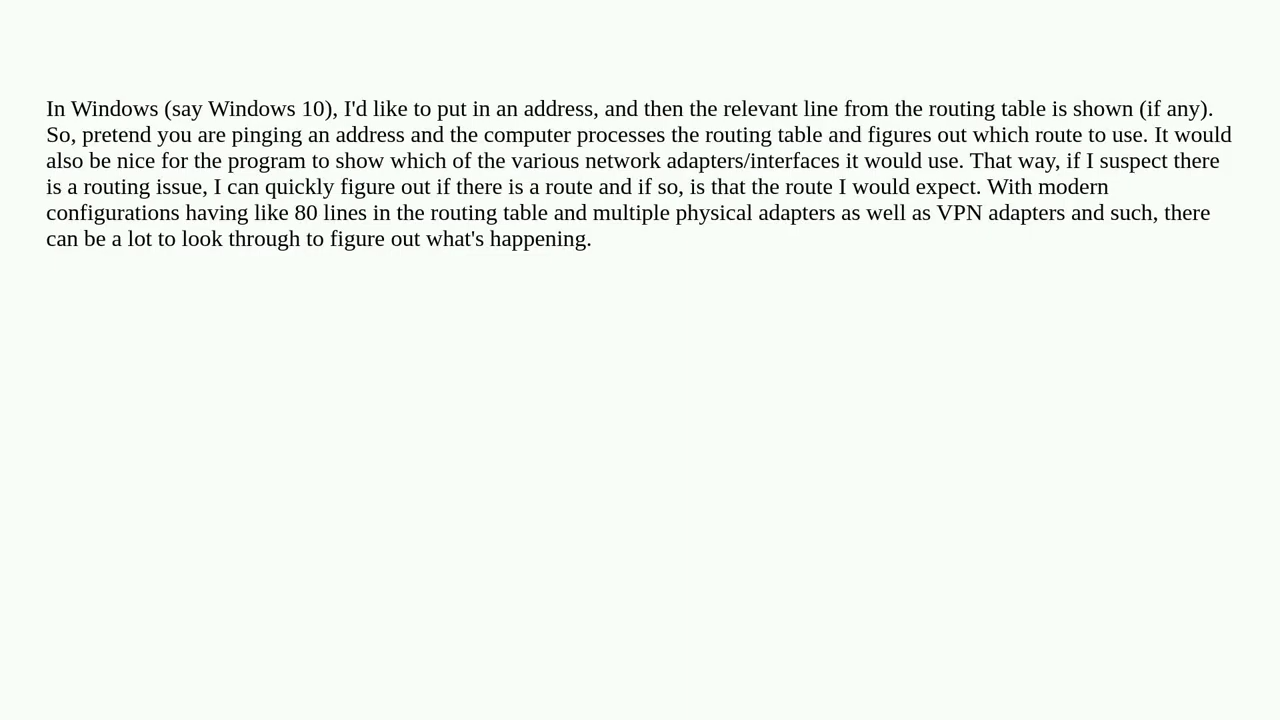 In Windows (say Windows 10), I'd like to put in an address, and then the relevant line from the routing table is shown (if any).
So, pretend you are pinging an address and the computer processes the routing table and figures out which route to use. It would
also be nice for the program to show which of the various network adapters/interfaces it would use. That way, if I suspect there
is a routing issue, I can quickly figure out if there is a route and if so, is that the route I would expect. With modern
configurations having like 80 lines in the routing table and multiple physical adapters as well as VPN adapters and such, there
can be a lot to look through to figure out what's happening.